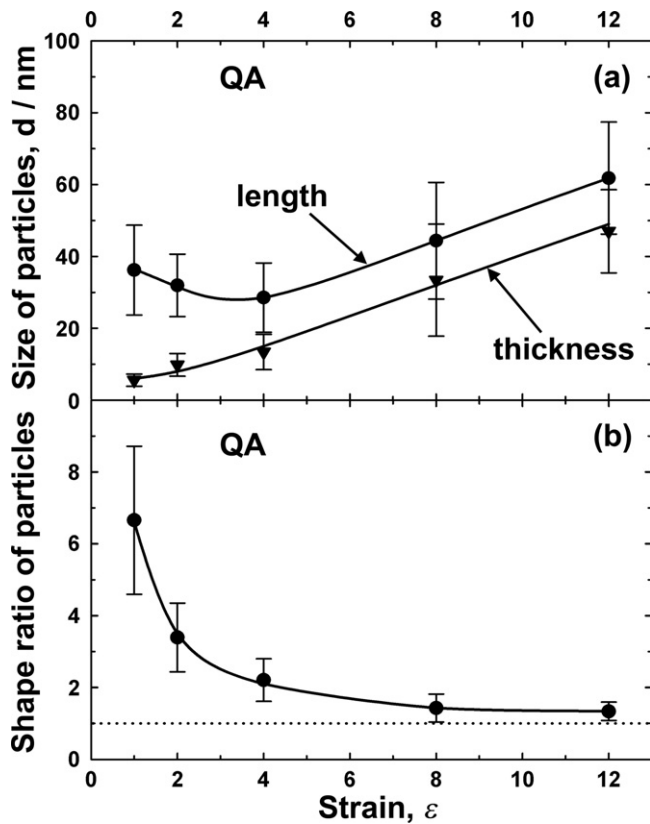 0 2 4 6 8 10 12
100
80
60
40
20
0
Size of particles, d / nm
QA
(a)
length
thickness
8
6
4
2
0
Shape ratio of particles
QA
(b)
0 2 4 6 8 10 12
Strain, ε